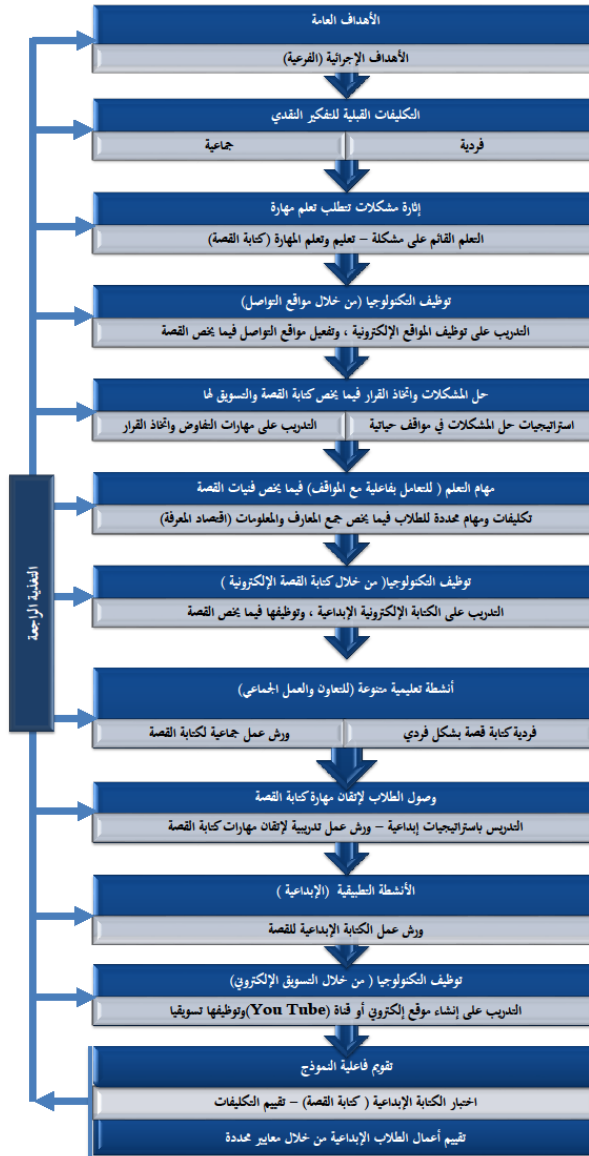 الأهداف العامة
الأهداف الإجرائية (الفرعية)
التكليفات القبلية للتفكير النقدي
فردية
جماعية
إثارة مشكلات تتطلب تعلم مهارة
التعلم القائم على مشكلة – تعليم وتعلم المهارة (كتابة القصة)
توظيف التكنولوجيا (من خلال مواقع التواصل)
التدريب على توظيف المواقع الإلكترونية ، وتفعيل مواقع التواصل فيما يخص القصة
حل المشكلات واتخاذ القرار فيما يخص كتابة القصة والتسويق لها
استراتيجيات حل المشكلات في مواقف حياتية
التدريب على مهارات التفاوض واتخاذ القرار
مهام التعلم ( للتعامل بفاعلية مع المواقف) فيما يخص فنيات القصة
تكليفات ومهام محددة للطلاب فيما يخص جمع المعارف والمعلومات (اقتصاد المعرفة)
توظيف التكنولوجيا( من خلال كتابة القصة الإلكترونية )
التدريب على الكتابة الإلكترونية الإبداعية ، وتوظيفها فيما يخص القصة
أنشطة تعليمية متنوعة (للتعاون والعمل الجماعي)
فردية كتابة قصة بشكل فردي
ورش عمل جماعية لكتابة القصة
وصول الطلاب لإتقان مهارة كتابة القصة
التدريس باستراتيجيات إبداعية – ورش عمل تدريبية لإتقان مهارات كتابة القصة
الأنشطة التطبيقية (الإبداعية )
ورش عمل الكتابة الإبداعية للقصة
توظيف التكنولوجيا ( من خلال التسويق الإلكتروني)
التدريب على إنشاء موقع إلكتروني أو قناة (You Tube)وتوظيفها تسويقيا
تقويم فاعلية النموذج
اختبار الكتابة الإبداعية ( كتابة القصة) – تقييم التكليفات
تقييم أعمال الطلاب الإبداعية من خلال معايير محددة
التغذية الراجعة